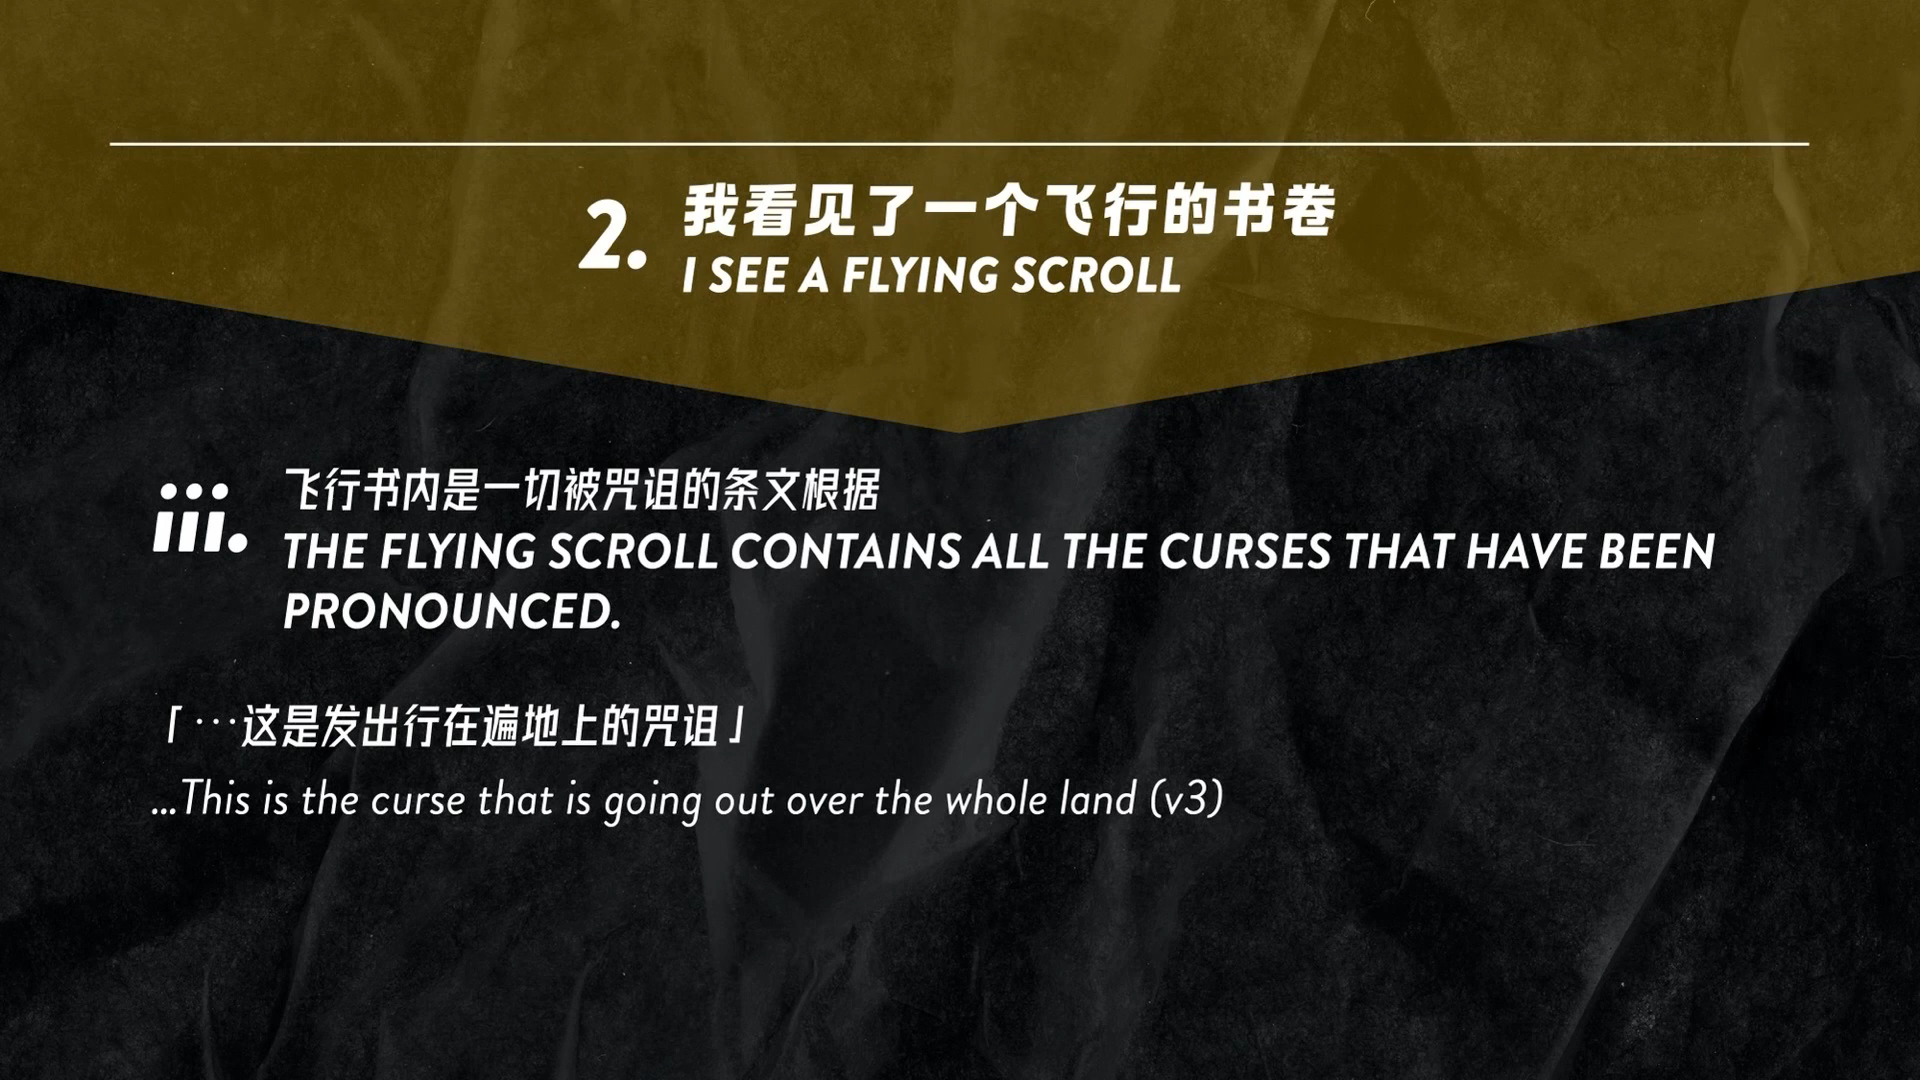 2. 我看见了一个飞行的书卷
I SEE A FLYING SCROLL
iii. 飞行书内是一切被咒诅的条文根据
THE FLYING SCROLL CONTAINS ALL THE CURSES THAT HAVE BEEN
PRONOUNCED.
「…这是发出行在遍地上的咒诅」
...This is the curse that is going out over the whole land (v3)